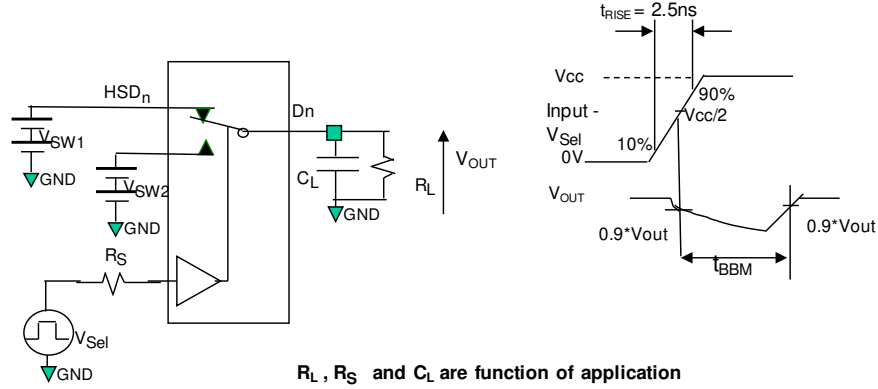 tRISE = 2.5ns
HSDn
Dn
VSW1
GND
VSW2
GND
CL
RL
VOUT
GND
RS
VSel
GND
Vcc
90%
Input -
Vcc/2
VSel
10%
0V
VOUT
0.9*Vout
0.9*Vout
tBBM
RL , RS and CL are function of application